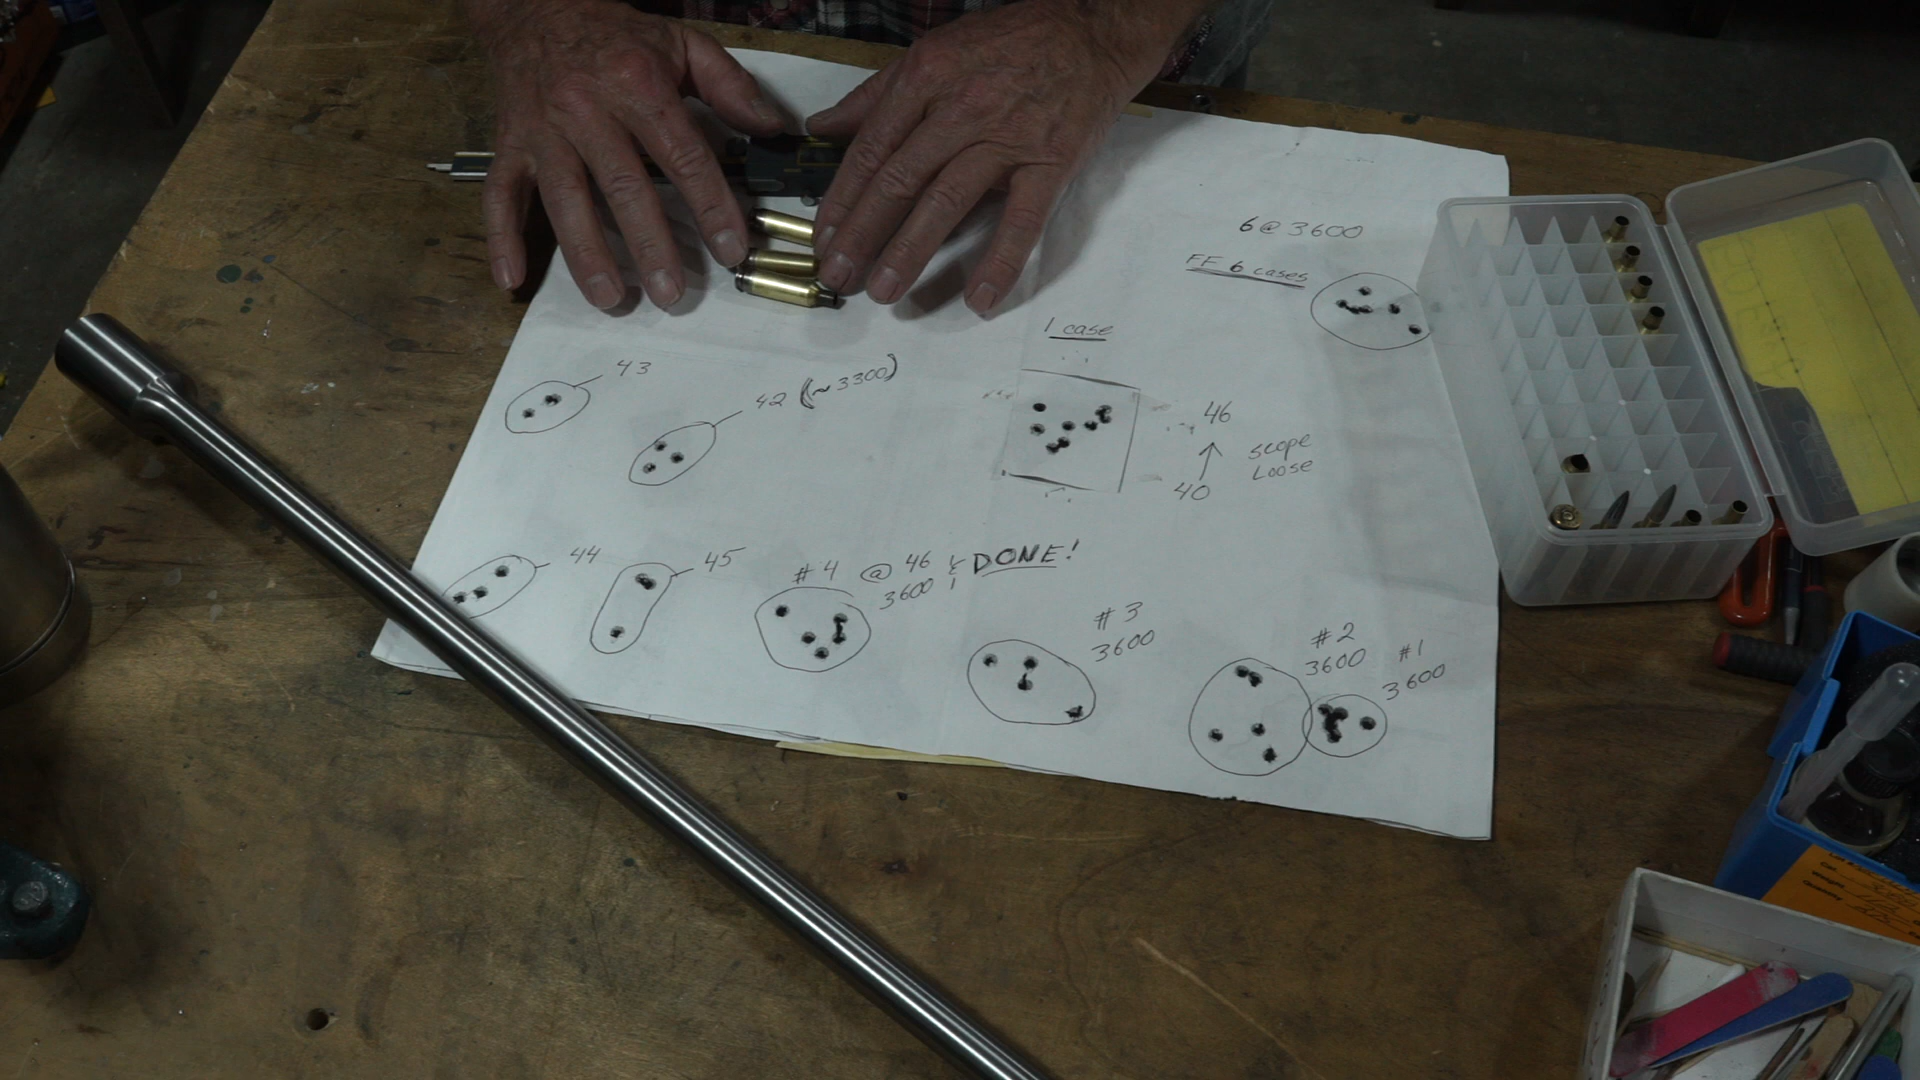 6 @ 3600
FF 6 cases
1 case
43
42 (~3300)
46
↑
40
scope
Loose
44
45
#4 @ 46 & DONE!
3600
#3
3600
#2
3600
#1
3600